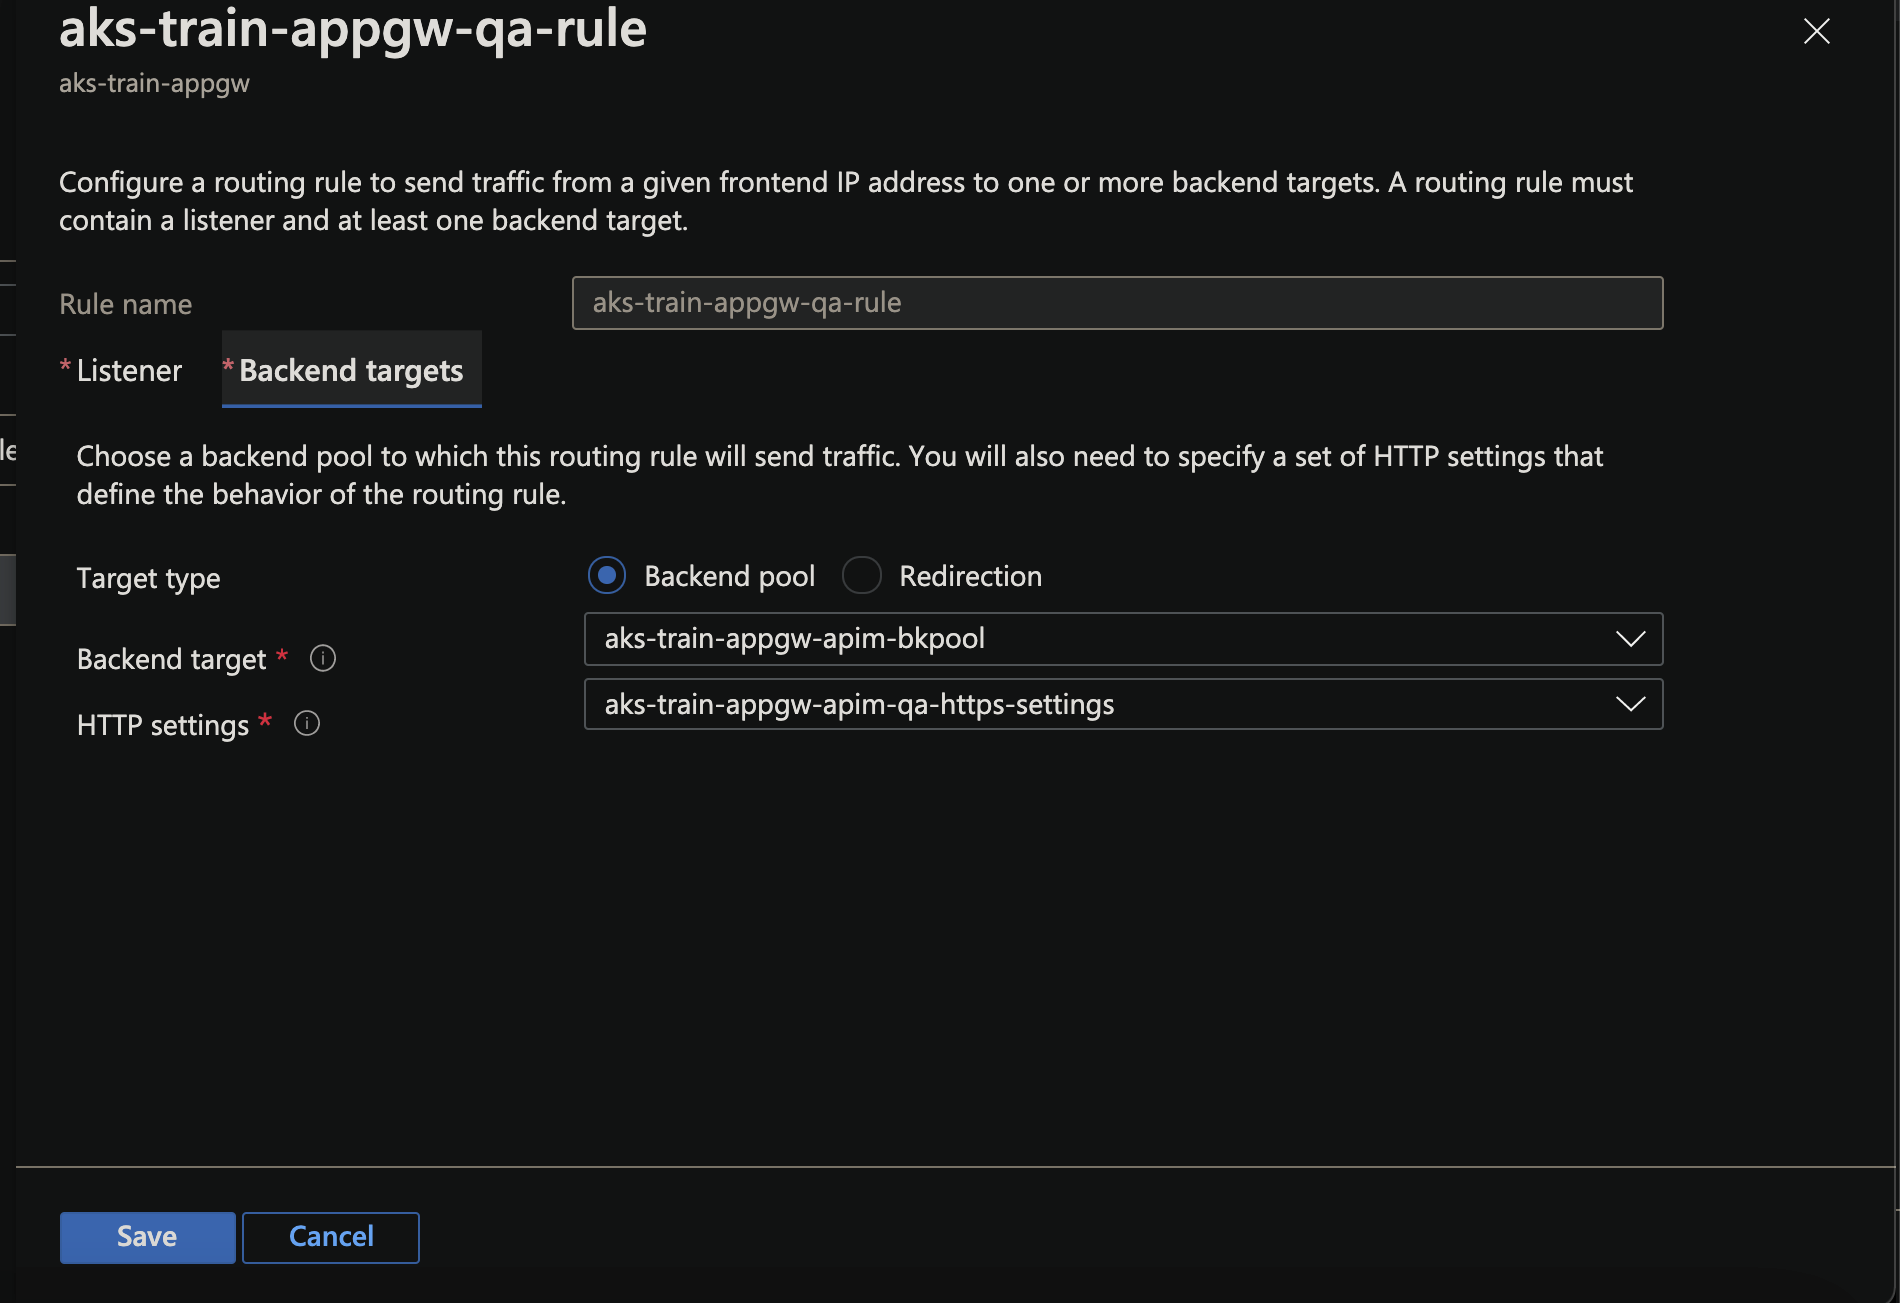 aks-train-appgw-qa-rule
aks-train-appgw
Configure a routing rule to send traffic from a given frontend IP address to one or more backend targets. A routing rule must
contain a listener and at least one backend target.
Rule name
aks-train-appgw-qa-rule
* Listener
* Backend targets
le
Choose a backend pool to which this routing rule will send traffic. You will also need to specify a set of HTTP settings that
define the behavior of the routing rule.
Target type
Backend pool
Redirection
Backend target *
aks-train-appgw-apim-bkpool
HTTP settings *
aks-train-appgw-apim-qa-https-settings
Save
Cancel